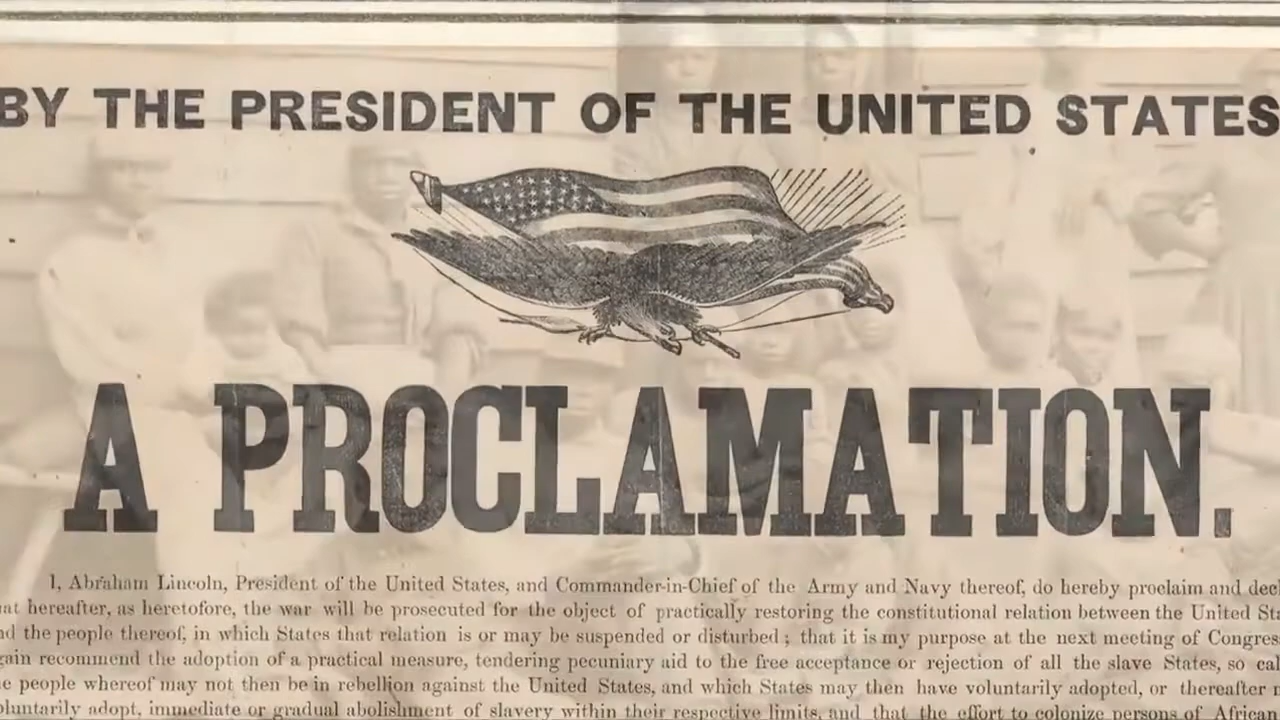 BY THE PRESIDENT OF THE UNITED STATES
A PROCLAMATION.
I, Abraham Lincoln, President of the United States, and Commander-in-Chief of the Army and Navy thereof, do hereby proclaim and decl
at hereafter, as heretofore, the war will be prosecuted for the object of practically restoring the constitutional relation between the United St
d the people thereof, in which States that relation is or may be suspended or disturbed ; that it is my purpose at the next meeting of Congres
gain recommend the adoption of a practical measure, tendering pecuniary aid to the free acceptance or rejection of all the slave States, so cal
e people whereof may not then be in rebellion against the United States, and which States may then have voluntarily adopted, or thereafter
oluntarily adopt, immediate or gradual abolishment of slavery within their respective limits, and that the effort to colonize persons of African